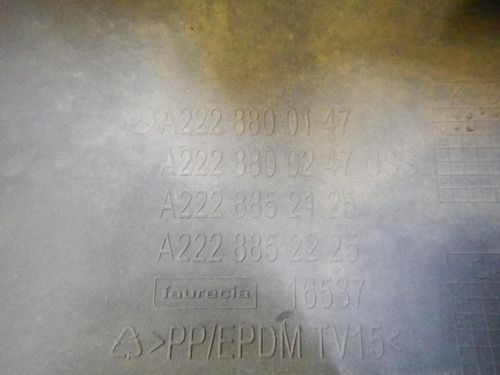 A222 880 01 47
A222 880 02 47 USS
A222 885 21 25
A222 885 22 25
faurecia 16537
>PP/EPDM TV15<